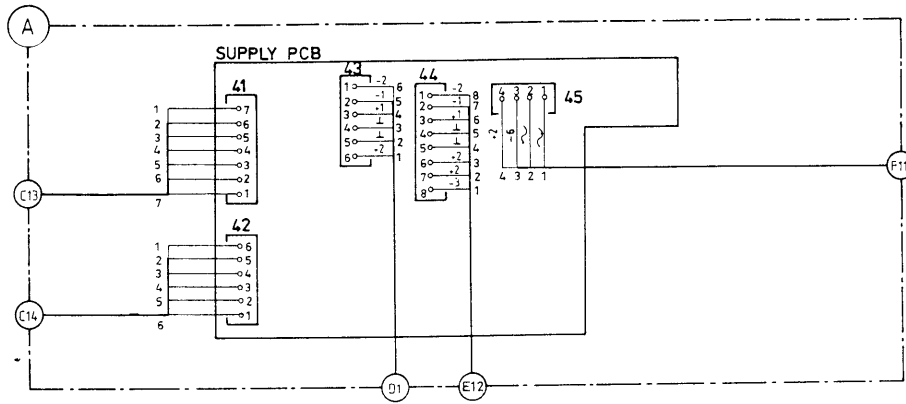 A
SUPPLY PCB
41
1 7
2 6
3 5
4 4
5 3
6 2
7 1
42
1 6
2 5
3 4
4 3
5 2
6 1
43
1 -2 6
2 -1 5
3 +1 4
4 ⊥ 3
5 ⊥ 2
6 +2 1
44
1 -2 8
2 -1 7
3 +1 6
4 ⊥ 5
5 ⊥ 4
6 +2 3
7 +2 2
8 -3 1
4 3 2 1 45
+2 -6 ~ ~
4 3 2 1
C13
C14
D1
E12
F11